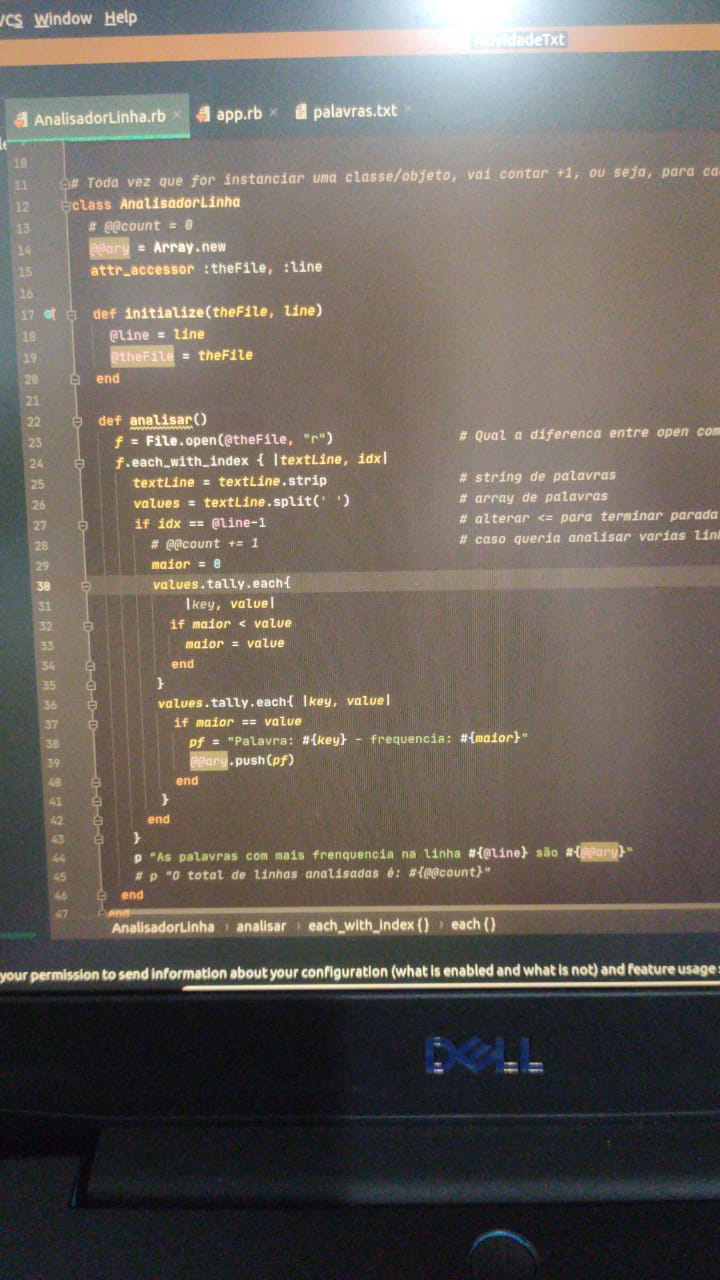 VCS Window Help
AtividadeTxt
AnalisadorLinha.rb × app.rb × palavras.txt ×
10
11 # Toda vez que for instanciar uma classe/objeto, vai contar +1, ou seja, para
12 class AnalisadorLinha
13 # @@count = 0
14 @@ary = Array.new
15 attr_accessor :theFile, :line
16
17 def initialize(theFile, line)
18 @line = line
19 @theFile = theFile
20 end
21
22 def analisar()
23 f = File.open(@theFile, "r") # Qual a diferenca entre open com
24 f.each_with_index { |textLine, idx|
25 textLine = textLine.strip # string de palavras
26 values = textLine.split(' ') # array de palavras
27 if idx == @line-1 # alterar <= para terminar parada
28 # @@count += 1 # caso queria analisar varias linh
29 maior = 0
30 values.tally.each{
31 |key, value|
32 if maior < value
33 maior = value
34 end
35 }
36 values.tally.each{ |key, value|
37 if maior == value
38 pf = "Palavra: #{key} - frequencia: #{maior}"
39 @@ary.push(pf)
40 end
41 }
42 end
43 }
44 p "As palavras com mais frenquencia na linha #{@line} são #{@@ary}"
45 # p "O total de linhas analisadas é: #{@@count}"
46 end
47 end
AnalisadorLinha › analisar › each_with_index {} › each {}
your permission to send information about your configuration (what is enabled and what is not) and feature usage
DELL